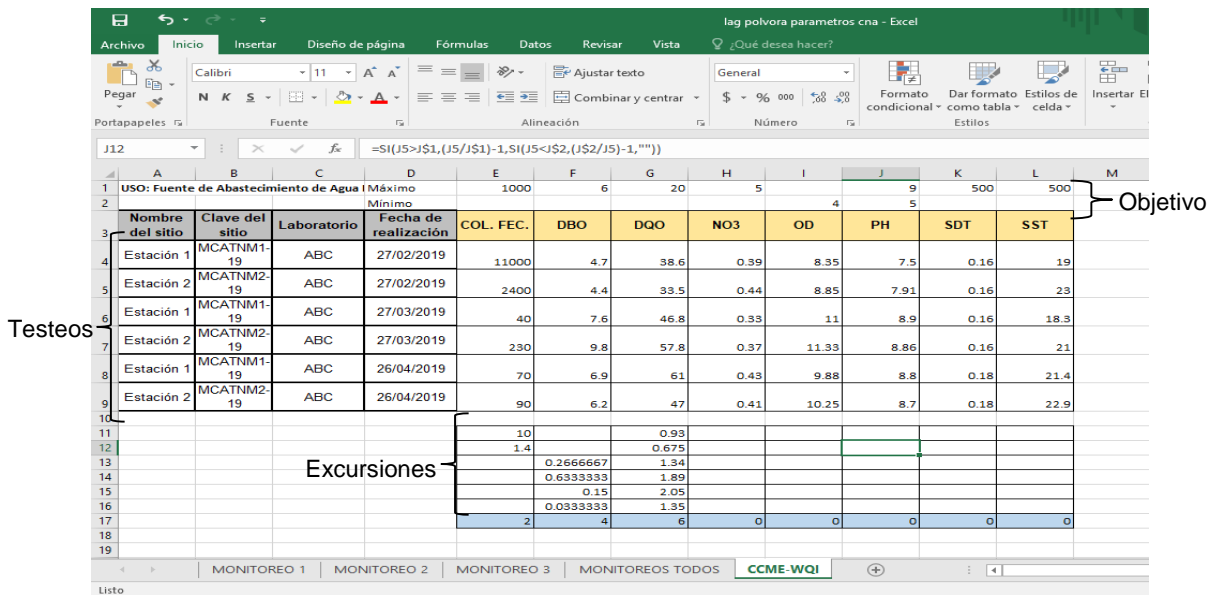 lag polvora parametros cna - Excel
Archivo Inicio Insertar Diseño de página Fórmulas Datos Revisar Vista ¿Qué desea hacer?
Pegar
Calibri 11 A A
N K S A
Ajustar texto
Combinar y centrar
General
$ % 000
Formato condicional
Dar formato como tabla
Estilos de celda
Insertar
Portapapeles Fuente Alineación Número Estilos
J12 fx =SI(J5>J$1,(J5/J$1)-1,SI(J5<J$2,(J$2/J5)-1,""))
A B C D E F G H I J K L M
1 USO: Fuente de Abastecimiento de Agua Máximo 1000 6 20 5 9 500 500
2 Mínimo 4 5
Objetivo
3 Nombre del sitio Clave del sitio Laboratorio Fecha de realización COL. FEC. DBO DQO NO3 OD PH SDT SST
4 Estación 1 MCATNM1-19 ABC 27/02/2019 11000 4.7 38.6 0.39 8.35 7.5 0.16 19
5 Estación 2 MCATNM2-19 ABC 27/02/2019 2400 4.4 33.5 0.44 8.85 7.91 0.16 23
6 Estación 1 MCATNM1-19 ABC 27/03/2019 40 7.6 46.8 0.33 11 8.9 0.16 18.3
Testeos
7 Estación 2 MCATNM2-19 ABC 27/03/2019 230 9.8 57.8 0.37 11.33 8.86 0.16 21
8 Estación 1 MCATNM1-19 ABC 26/04/2019 70 6.9 61 0.43 9.88 8.8 0.18 21.4
9 Estación 2 MCATNM2-19 ABC 26/04/2019 90 6.2 47 0.41 10.25 8.7 0.18 22.9
10
11 10 0.93
12 1.4 0.675
13 0.2666667 1.34
Excursiones
14 0.6333333 1.89
15 0.15 2.05
16 0.0333333 1.35
17 2 4 6 0 0 0 0 0
18
19
MONITOREO 1 MONITOREO 2 MONITOREO 3 MONITOREOS TODOS CCME-WQI
Listo